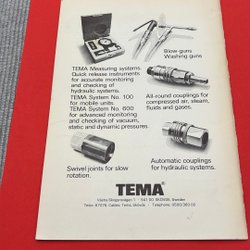 Blow guns
Washing guns
TEMA Measuring systems.
Quick release instruments
for accurate monitoring
and checking of
hydraulic systems.
TEMA System No. 100
for mobile units.
TEMA System No. 600
for advanced monitoring
and checking of vacuum,
static and dynamic pressures.
All-round couplings for
compressed air, steam,
fluids and gases.
Swivel joints for slow
rotation.
Automatic couplings
for hydraulic systems.
TEMA
Sweden